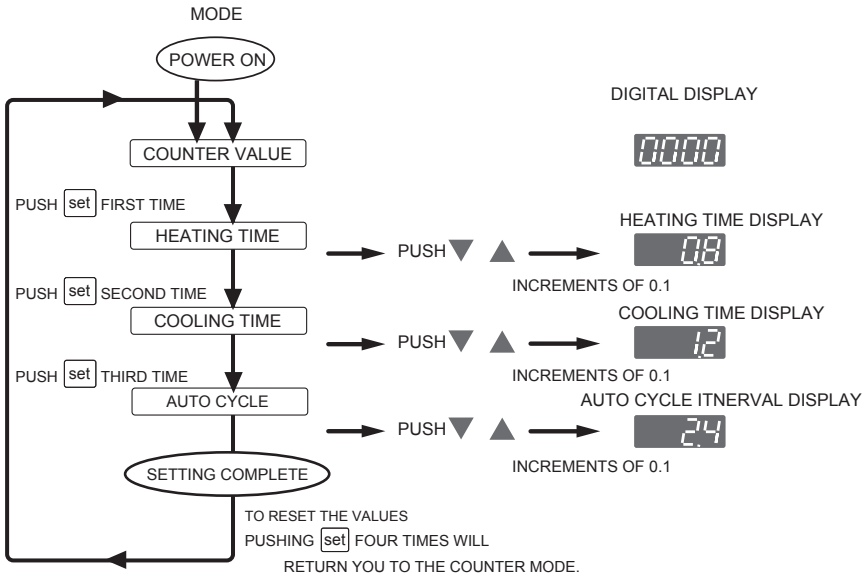 MODE
POWER ON
DIGITAL DISPLAY
COUNTER VALUE
0000
PUSH set FIRST TIME
HEATING TIME DISPLAY
HEATING TIME
PUSH
0.8
INCREMENTS OF 0.1
PUSH set SECOND TIME
COOLING TIME DISPLAY
COOLING TIME
PUSH
1.2
INCREMENTS OF 0.1
PUSH set THIRD TIME
AUTO CYCLE ITNERVAL DISPLAY
AUTO CYCLE
PUSH
2.4
INCREMENTS OF 0.1
SETTING COMPLETE
TO RESET THE VALUES
PUSHING set FOUR TIMES WILL
RETURN YOU TO THE COUNTER MODE.